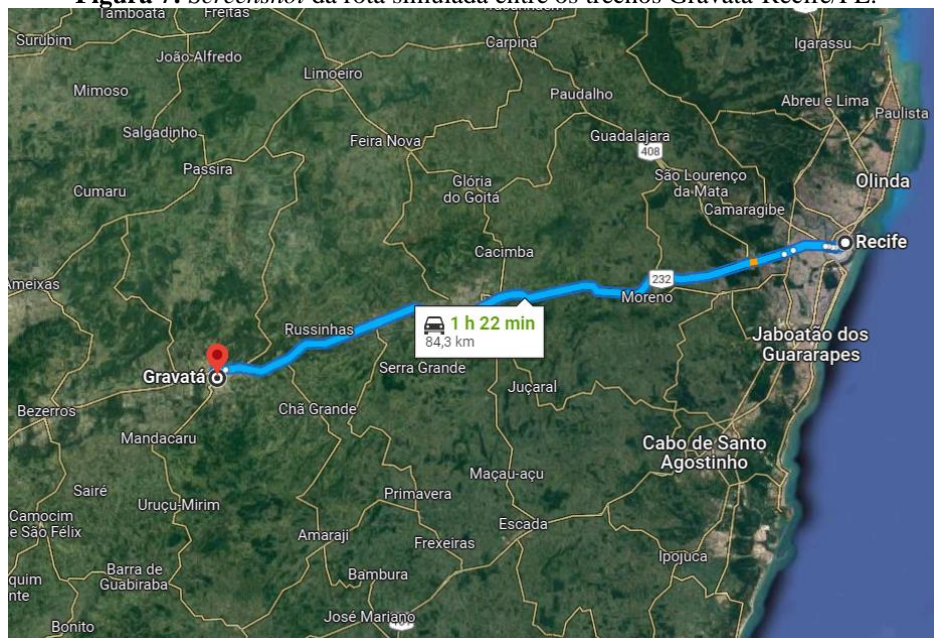 Figura 7. Screenshot da rota simulada entre os trechos Gravatá-Recife/PE.
Tamboatá
Freitas
Surubim
João Alfredo
Carpina
Igarassu
Limoeiro
Mimoso
Paudalho
Abreu e Lima
Paulista
Salgadinho
Feira Nova
Guadalajara
408
Passira
São Lourenço
da Mata
Olinda
Cumaru
Glória
do Goitá
Camaragibe
Recife
Cacimba
232
Ameixas
Moreno
1 h 22 min
84,3 km
Russinhas
Jaboatão dos
Guararapes
Gravatá
Serra Grande
Juçaral
Bezerros
Chã Grande
Mandacaru
Cabo de Santo
Agostinho
Maçau-açu
Sairé
Primavera
Uruçu-Mirim
Camocim
e São Félix
Escada
Amaraji
Frexeiras
Ipojuca
Barra de
Guabiraba
Bambura
quim
nte
José Mariano
Bonito